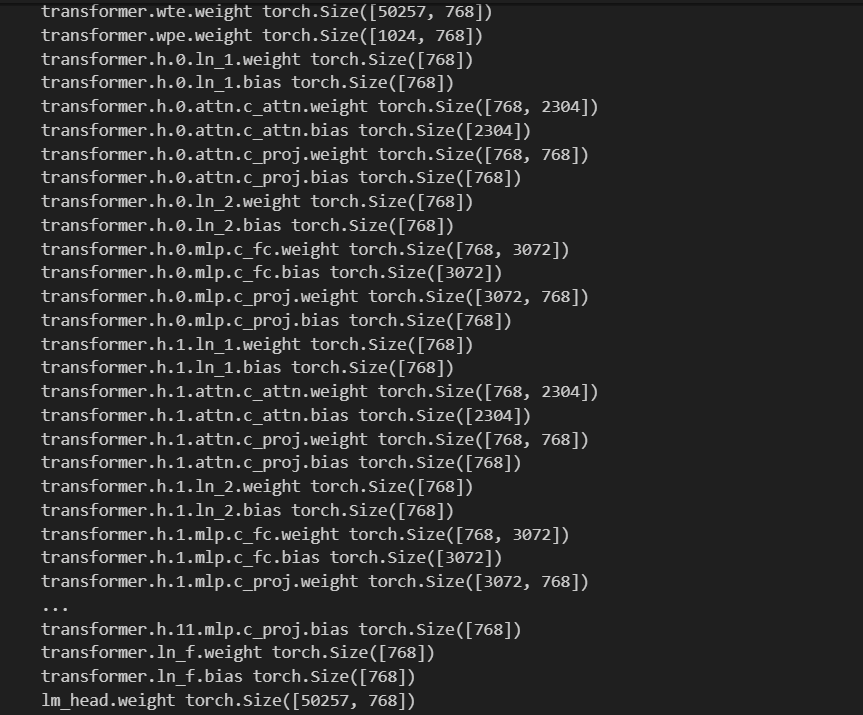 transformer.wte.weight torch.Size([50257, 768])
transformer.wpe.weight torch.Size([1024, 768])
transformer.h.0.ln_1.weight torch.Size([768])
transformer.h.0.ln_1.bias torch.Size([768])
transformer.h.0.attn.c_attn.weight torch.Size([768, 2304])
transformer.h.0.attn.c_attn.bias torch.Size([2304])
transformer.h.0.attn.c_proj.weight torch.Size([768, 768])
transformer.h.0.attn.c_proj.bias torch.Size([768])
transformer.h.0.ln_2.weight torch.Size([768])
transformer.h.0.ln_2.bias torch.Size([768])
transformer.h.0.mlp.c_fc.weight torch.Size([768, 3072])
transformer.h.0.mlp.c_fc.bias torch.Size([3072])
transformer.h.0.mlp.c_proj.weight torch.Size([3072, 768])
transformer.h.0.mlp.c_proj.bias torch.Size([768])
transformer.h.1.ln_1.weight torch.Size([768])
transformer.h.1.ln_1.bias torch.Size([768])
transformer.h.1.attn.c_attn.weight torch.Size([768, 2304])
transformer.h.1.attn.c_attn.bias torch.Size([2304])
transformer.h.1.attn.c_proj.weight torch.Size([768, 768])
transformer.h.1.attn.c_proj.bias torch.Size([768])
transformer.h.1.ln_2.weight torch.Size([768])
transformer.h.1.ln_2.bias torch.Size([768])
transformer.h.1.mlp.c_fc.weight torch.Size([768, 3072])
transformer.h.1.mlp.c_fc.bias torch.Size([3072])
transformer.h.1.mlp.c_proj.weight torch.Size([3072, 768])
...
transformer.h.11.mlp.c_proj.bias torch.Size([768])
transformer.ln_f.weight torch.Size([768])
transformer.ln_f.bias torch.Size([768])
lm_head.weight torch.Size([50257, 768])